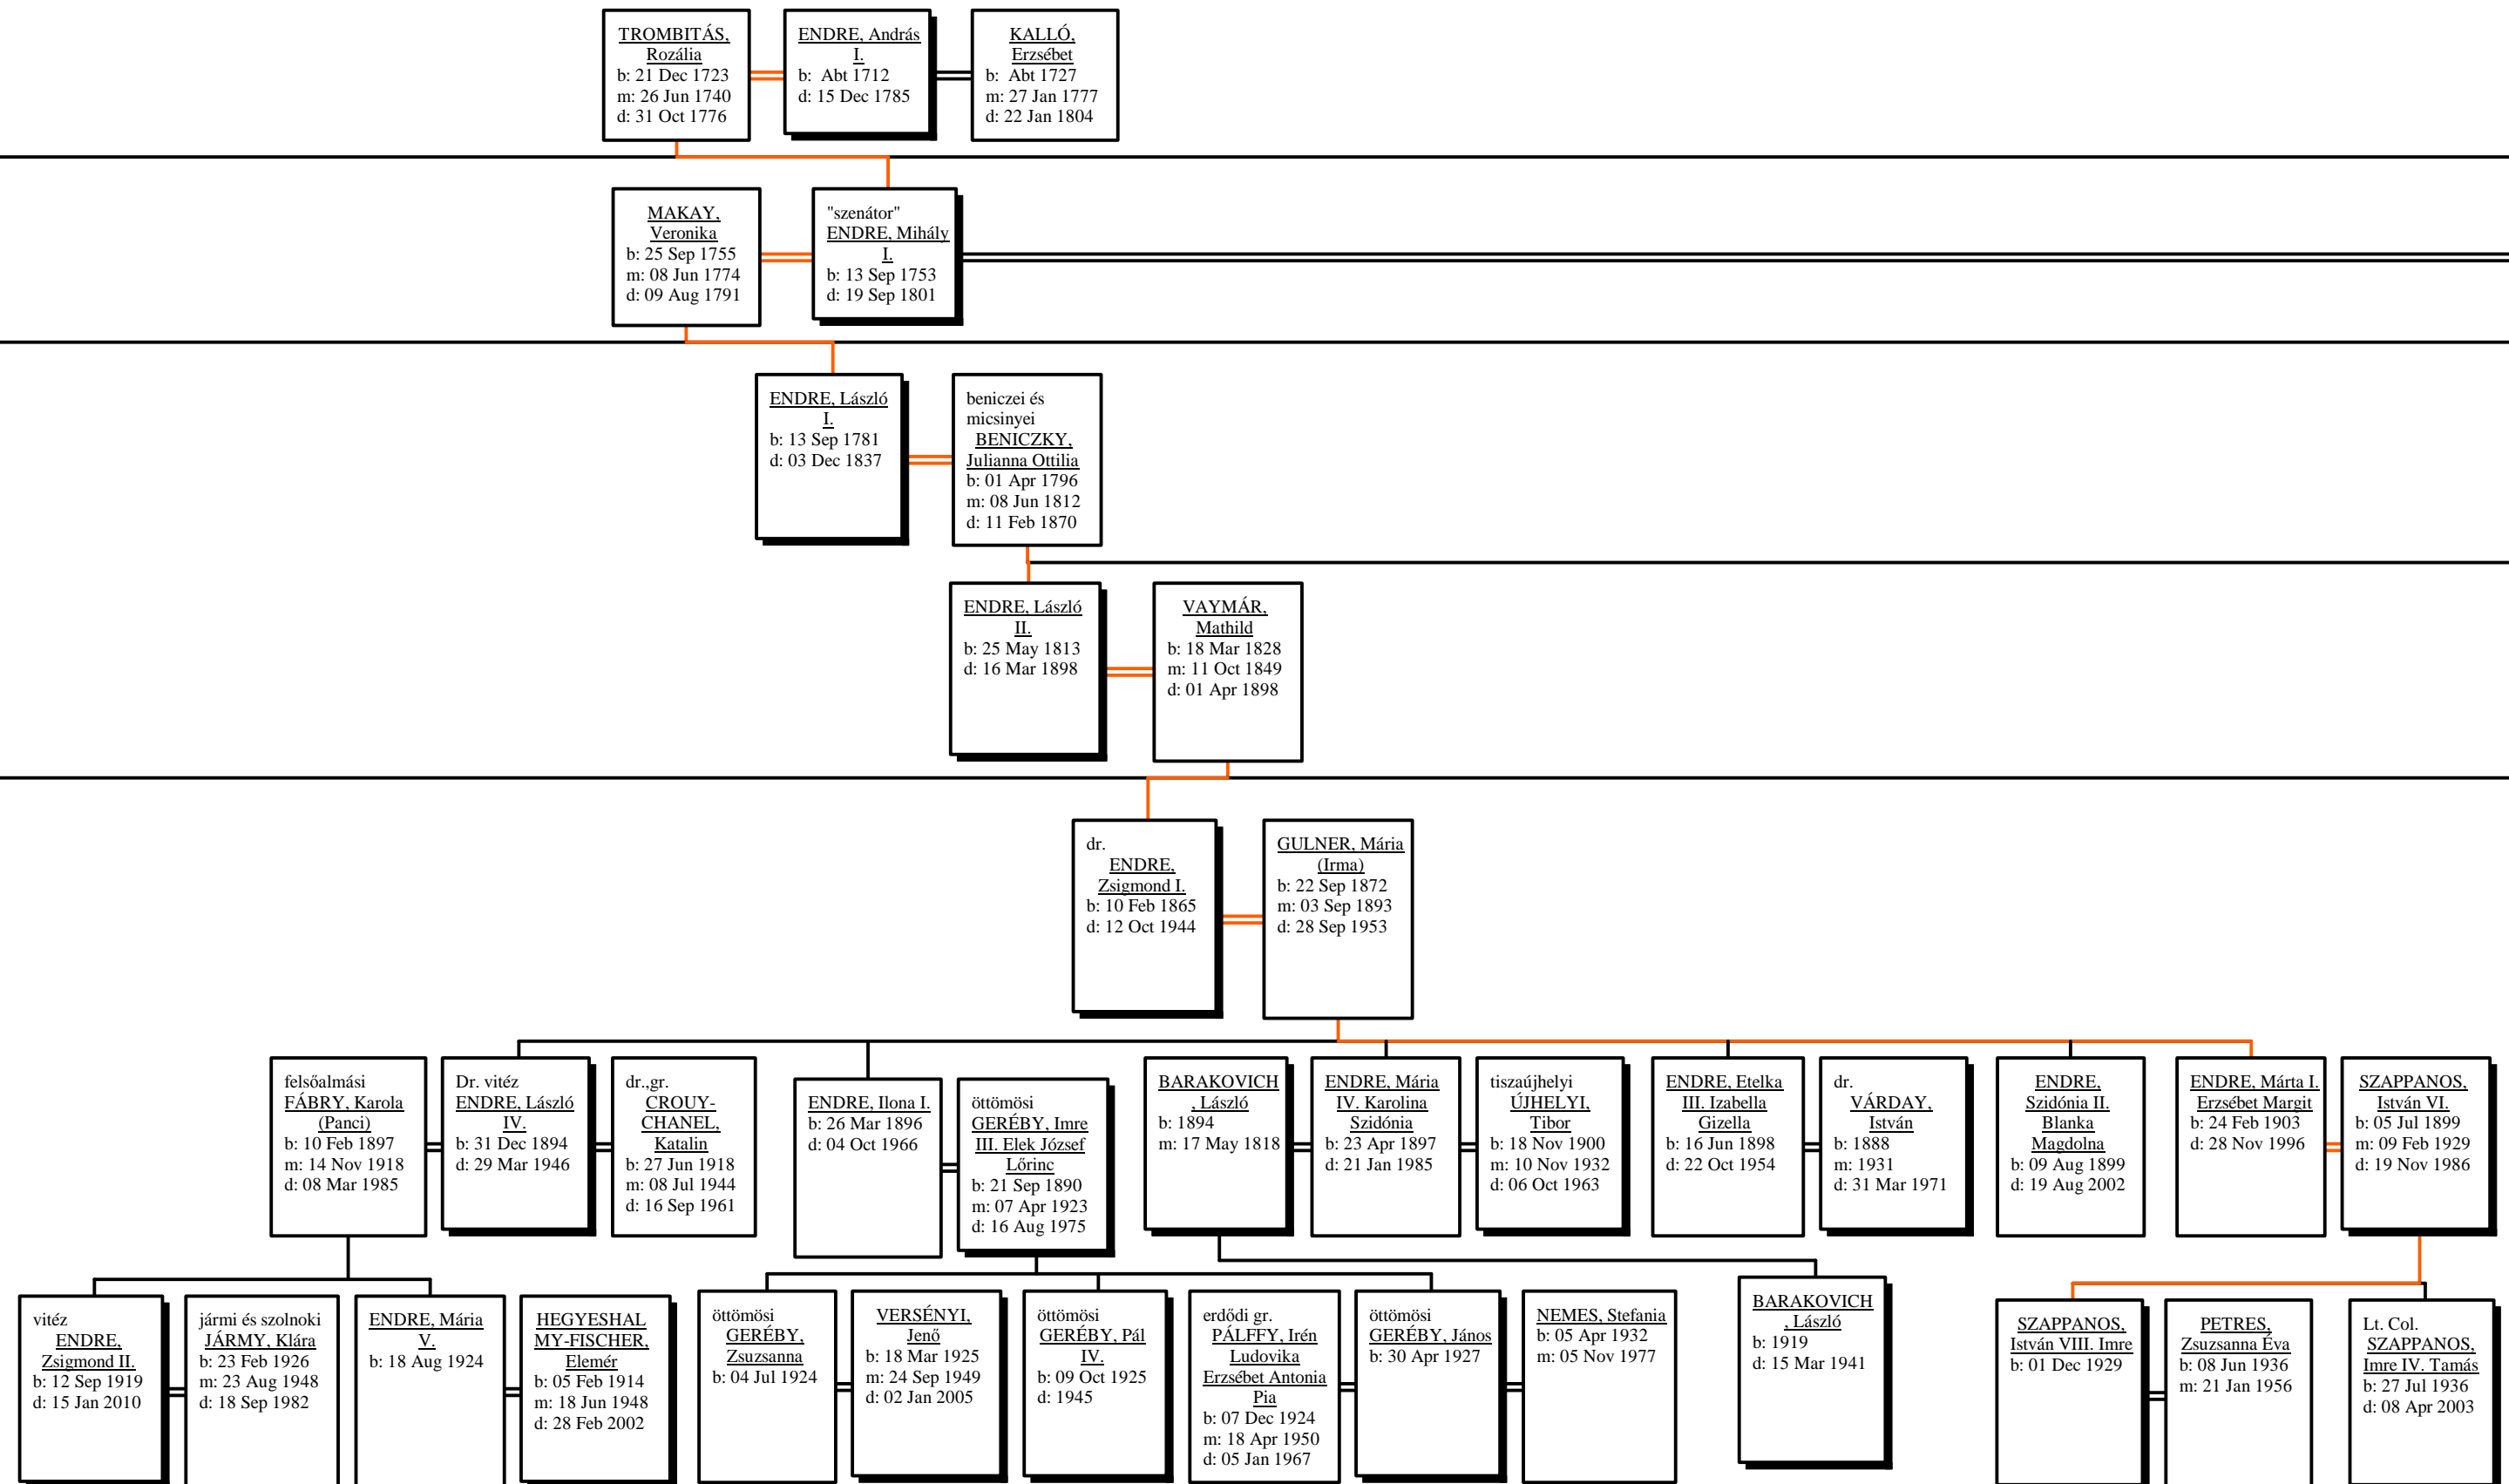 TROMBITÁS,
Rozália
b: 21 Dec 1723
m: 26 Jun 1740
d: 31 Oct 1776
ENDRE, András
I.
b:  Abt 1712
d: 15 Dec 1785
KALLÓ,
Erzsébet
b:  Abt 1727
m: 27 Jan 1777
d: 22 Jan 1804
MAKAY,
Veronika
b: 25 Sep 1755
m: 08 Jun 1774
d: 09 Aug 1791
"szenátor"
ENDRE, Mihály
I.
b: 13 Sep 1753
d: 19 Sep 1801
ENDRE, László
I.
b: 13 Sep 1781
d: 03 Dec 1837
beniczei és
micsinyei
BENICZKY,
Julianna Ottilia
b: 01 Apr 1796
m: 08 Jun 1812
d: 11 Feb 1870
ENDRE, László
II.
b: 25 May 1813
d: 16 Mar 1898
VAYMÁR,
Mathild
b: 18 Mar 1828
m: 11 Oct 1849
d: 01 Apr 1898
dr.
ENDRE,
Zsigmond I.
b: 10 Feb 1865
d: 12 Oct 1944
GULNER, Mária
(Irma)
b: 22 Sep 1872
m: 03 Sep 1893
d: 28 Sep 1953
felsőalmási
FÁBRY, Karola
(Panci)
b: 10 Feb 1897
m: 14 Nov 1918
d: 08 Mar 1985
Dr. vitéz
ENDRE, László
IV.
b: 31 Dec 1894
d: 29 Mar 1946
dr.,gr.
CROUY-
CHANEL,
Katalin
b: 27 Jun 1918
m: 08 Jul 1944
d: 16 Sep 1961
ENDRE, Ilona I.
b: 26 Mar 1896
d: 04 Oct 1966
öttömösi
GERÉBY, Imre
III. Elek József
Lőrinc
b: 21 Sep 1890
m: 07 Apr 1923
d: 16 Aug 1975
BARAKOVICH
, László
b: 1894
m: 17 May 1818
ENDRE, Mária
IV. Karolina
Szidónia
b: 23 Apr 1897
d: 21 Jan 1985
tiszaújhelyi
ÚJHELYI,
Tibor
b: 18 Nov 1900
m: 10 Nov 1932
d: 06 Oct 1963
ENDRE, Etelka
III. Izabella
Gizella
b: 16 Jun 1898
d: 22 Oct 1954
dr.
VÁRDAY,
István
b: 1888
m: 1931
d: 31 Mar 1971
ENDRE,
Szidónia II.
Blanka
Magdolna
b: 09 Aug 1899
d: 19 Aug 2002
ENDRE, Márta I.
Erzsébet Margit
b: 24 Feb 1903
d: 28 Nov 1996
SZAPPANOS,
István VI.
b: 05 Jul 1899
m: 09 Feb 1929
d: 19 Nov 1986
vitéz
ENDRE,
Zsigmond II.
b: 12 Sep 1919
d: 15 Jan 2010
jármi és szolnoki
JÁRMY, Klára
b: 23 Feb 1926
m: 23 Aug 1948
d: 18 Sep 1982
ENDRE, Mária
V.
b: 18 Aug 1924
HEGYESHAL
MY-FISCHER,
Elemér
b: 05 Feb 1914
m: 18 Jun 1948
d: 28 Feb 2002
öttömösi
GERÉBY,
Zsuzsanna
b: 04 Jul 1924
VERSÉNYI,
Jenő
b: 18 Mar 1925
m: 24 Sep 1949
d: 02 Jan 2005
öttömösi
GERÉBY, Pál
IV.
b: 09 Oct 1925
d: 1945
erdődi gr.
PÁLFFY, Irén
Ludovika
Erzsébet Antonia
Pia
b: 07 Dec 1924
m: 18 Apr 1950
d: 05 Jan 1967
öttömösi
GERÉBY, János
b: 30 Apr 1927
NEMES, Stefania
b: 05 Apr 1932
m: 05 Nov 1977
BARAKOVICH
, László
b: 1919
d: 15 Mar 1941
SZAPPANOS,
István VIII. Imre
b: 01 Dec 1929
PETRES,
Zsuzsanna Éva
b: 08 Jun 1936
m: 21 Jan 1956
Lt. Col.
SZAPPANOS,
Imre IV. Tamás
b: 27 Jul 1936
d: 08 Apr 2003